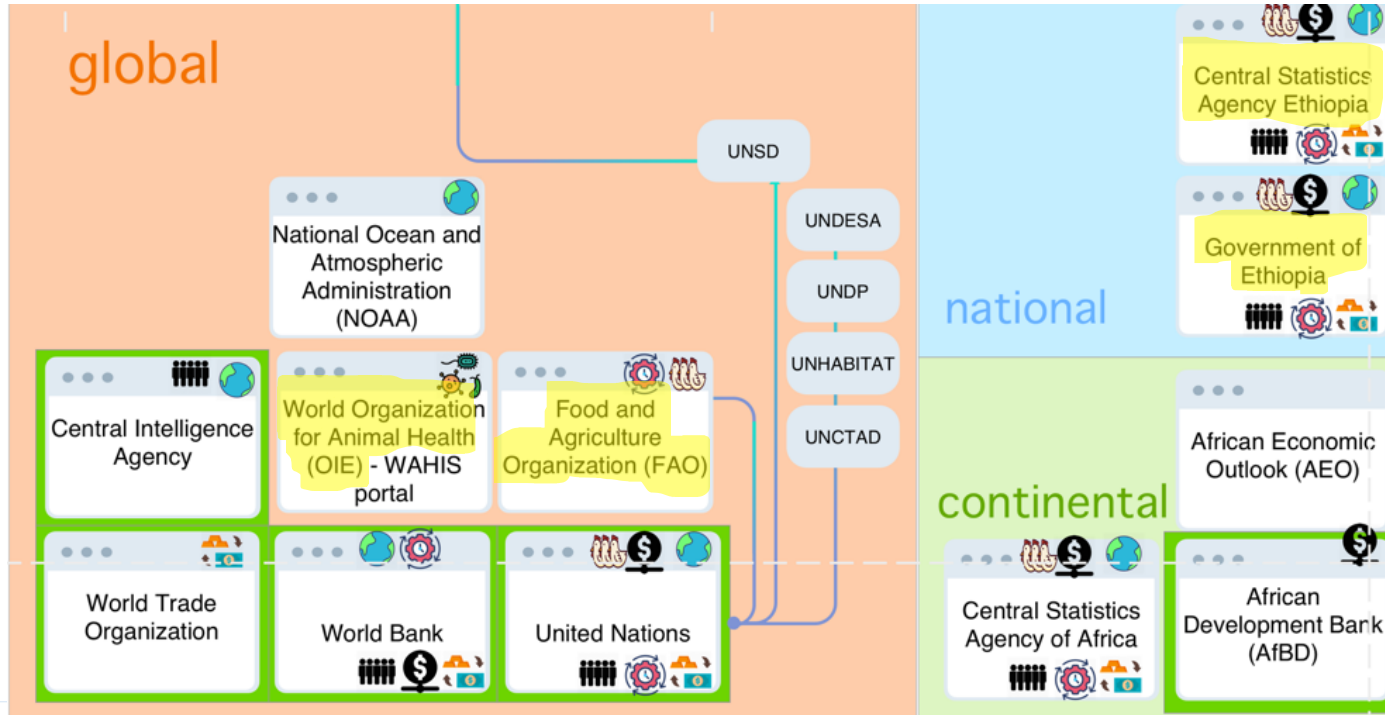 global
UNSD
UNDESA
UNDP
UNHABITAT
UNCTAD
National Ocean and
Atmospheric
Administration
(NOAA)
Central Intelligence
Agency
World Organization
for Animal Health
(OIE) - WAHIS
portal
Food and
Agriculture
Organization (FAO)
World Trade
Organization
World Bank
United Nations
national
Central Statistics
Agency Ethiopia
Government of
Ethiopia
continental
African Economic
Outlook (AEO)
Central Statistics
Agency of Africa
African
Development Bank
(AfBD)